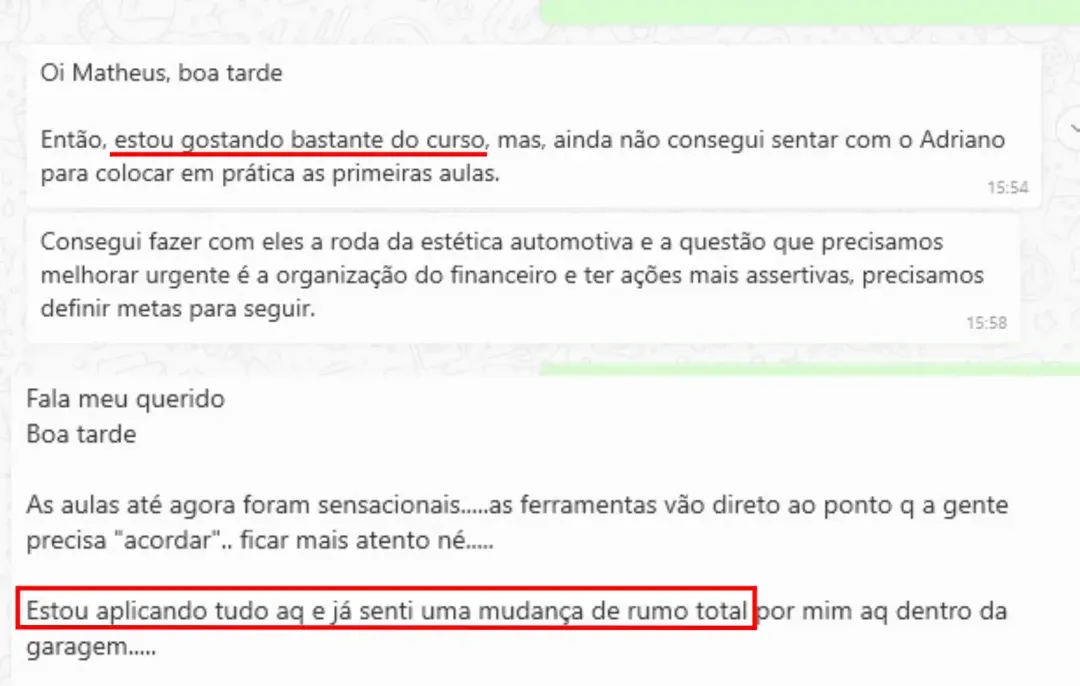 Oi Matheus, boa tarde
Então, estou gostando bastante do curso, mas, ainda não consegui sentar com o Adriano
para colocar em prática as primeiras aulas.
15:54
Consegui fazer com eles a roda da estética automotiva e a questão que precisamos
melhorar urgente é a organização do financeiro e ter ações mais assertivas, precisamos
definir metas para seguir.
15:58
Fala meu querido
Boa tarde
As aulas até agora foram sensacionais.....as ferramentas vão direto ao ponto q a gente
precisa "acordar".. ficar mais atento né.....
Estou aplicando tudo aq e já senti uma mudança de rumo total por mim aq dentro da
garagem.....